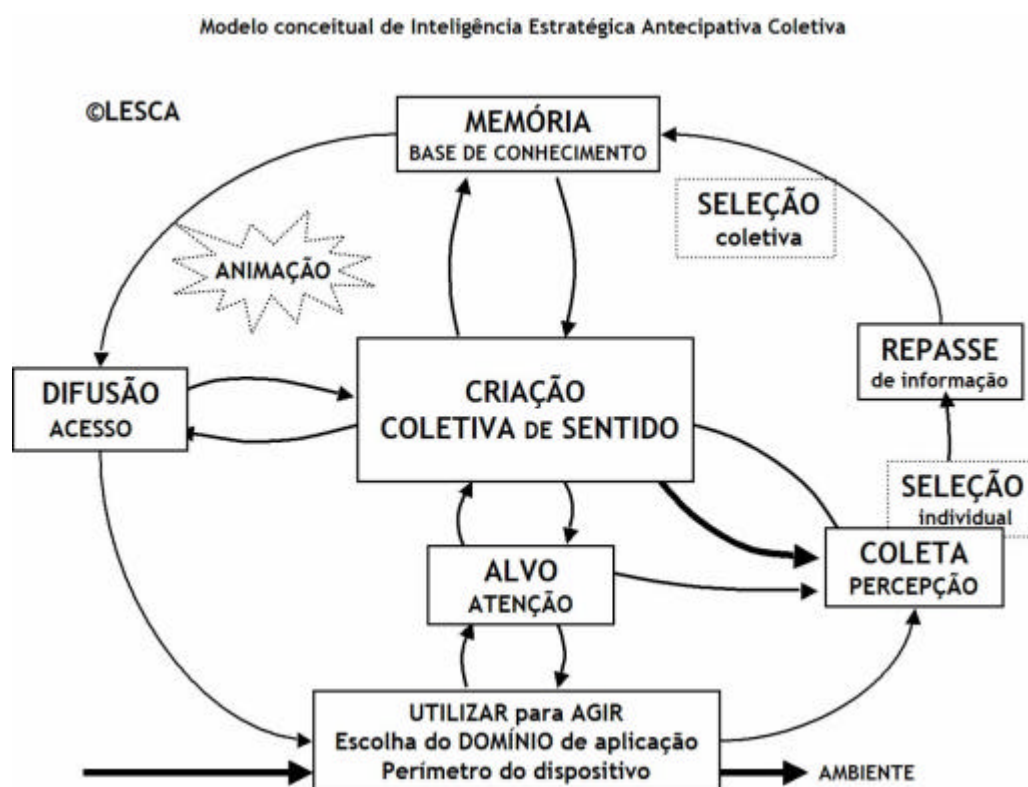 Modelo conceitual de Inteligência Estratégica Antecipativa Coletiva
©LESCA
MEMÓRIA
BASE DE CONHECIMENTO
SELEÇÃO
coletiva
ANIMAÇÃO
REPASSE
de informação
DIFUSÃO
ACESSO
CRIAÇÃO
COLETIVA DE SENTIDO
SELEÇÃO
individual
ALVO
ATENÇÃO
COLETA
PERCEPÇÃO
UTILIZAR para AGIR
Escolha do DOMÍNIO de aplicação
Perímetro do dispositivo
AMBIENTE